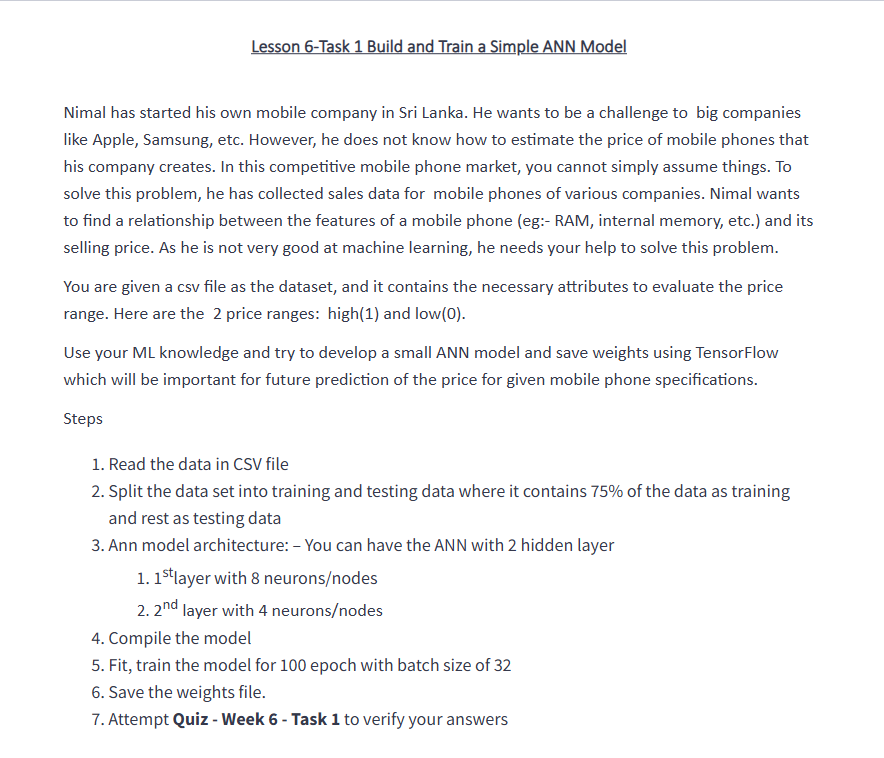 Lesson 6-Task 1 Build and Train a Simple ANN Model
Nimal has started his own mobile company in Sri Lanka. He wants to be a challenge to  big companies
like Apple, Samsung, etc. However, he does not know how to estimate the price of mobile phones that
his company creates. In this competitive mobile phone market, you cannot simply assume things. To
solve this problem, he has collected sales data for  mobile phones of various companies. Nimal wants
to find a relationship between the features of a mobile phone (eg:- RAM, internal memory, etc.) and its
selling price. As he is not very good at machine learning, he needs your help to solve this problem.
You are given a csv file as the dataset, and it contains the necessary attributes to evaluate the price
range. Here are the  2 price ranges:  high(1) and low(0).
Use your ML knowledge and try to develop a small ANN model and save weights using TensorFlow
which will be important for future prediction of the price for given mobile phone specifications.
Steps
1. Read the data in CSV file
2. Split the data set into training and testing data where it contains 75% of the data as training
and rest as testing data
3. Ann model architecture: – You can have the ANN with 2 hidden layer
1. 1stlayer with 8 neurons/nodes
2. 2nd layer with 4 neurons/nodes
4. Compile the model
5. Fit, train the model for 100 epoch with batch size of 32
6. Save the weights file.
7. Attempt Quiz - Week 6 - Task 1 to verify your answers